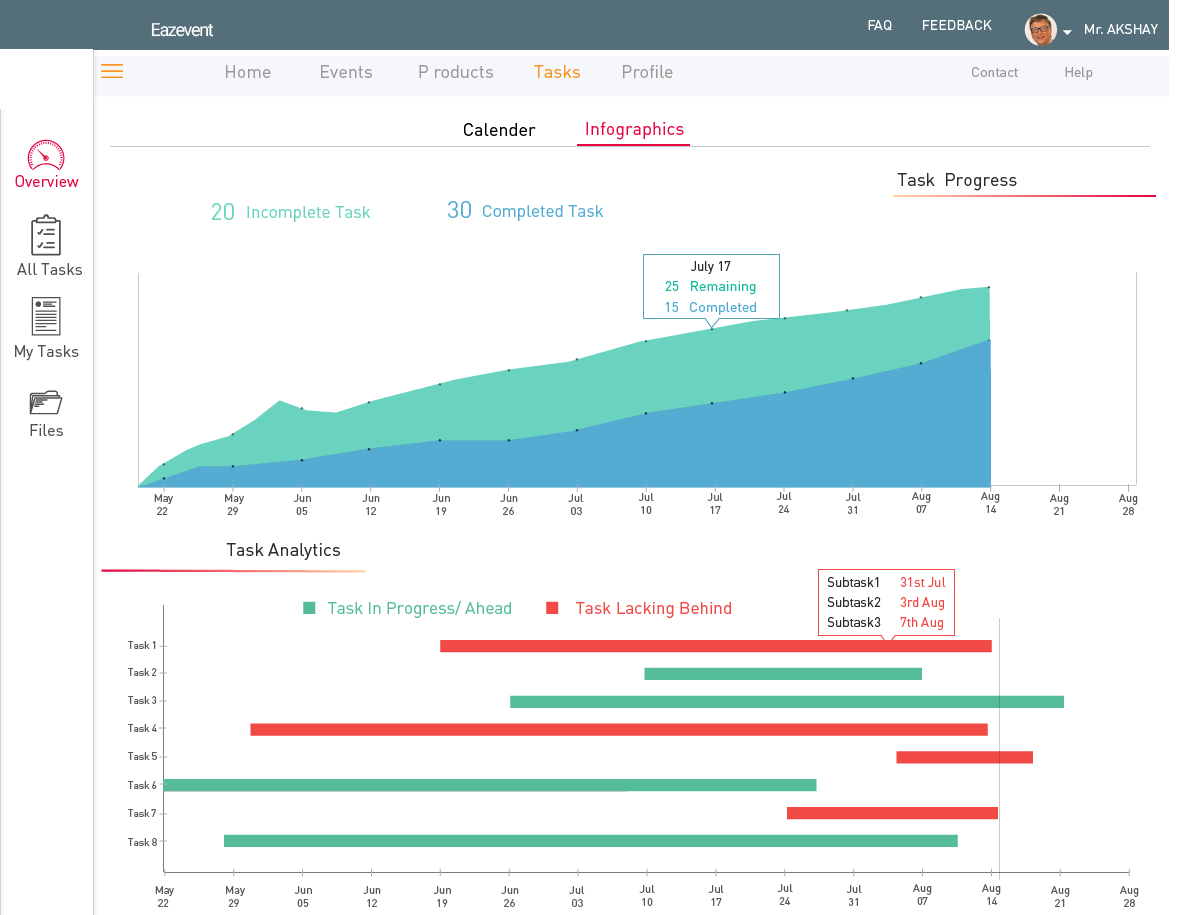 Eazevent
FAQ FEEDBACK Mr. AKSHAY
Home Events P roducts Tasks Profile Contact Help
Calender Infographics
Overview
All Tasks
My Tasks
Files
Task Progress
20 Incomplete Task 30 Completed Task
July 17
25 Remaining
15 Completed
May May Jun Jun Jun Jun Jul Jul Jul Jul Jul Aug Aug Aug Aug
22 29 05 12 19 26 03 10 17 24 31 07 14 21 28
Task Analytics
Task In Progress/ Ahead Task Lacking Behind
Subtask1 31st Jul
Subtask2 3rd Aug
Subtask3 7th Aug
Task 1
Task 2
Task 3
Task 4
Task 5
Task 6
Task 7
Task 8
May May Jun Jun Jun Jun Jul Jul Jul Jul Jul Aug Aug Aug Aug
22 29 05 12 19 26 03 10 17 24 31 07 14 21 28